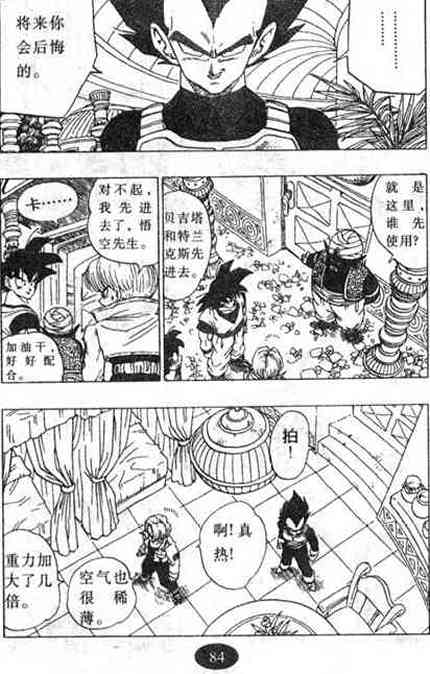 …………
…………
将来你
会后悔
的。
就是
这里，
谁先
使用？
贝吉塔
和特兰
克斯先
进去。
对不起，
我先进
去了，悟
空先生。
卡……
加油干，
好好配
合。
拍！
啊！真
热！
空气也
很稀
薄。
重力加
大了几
倍。
84